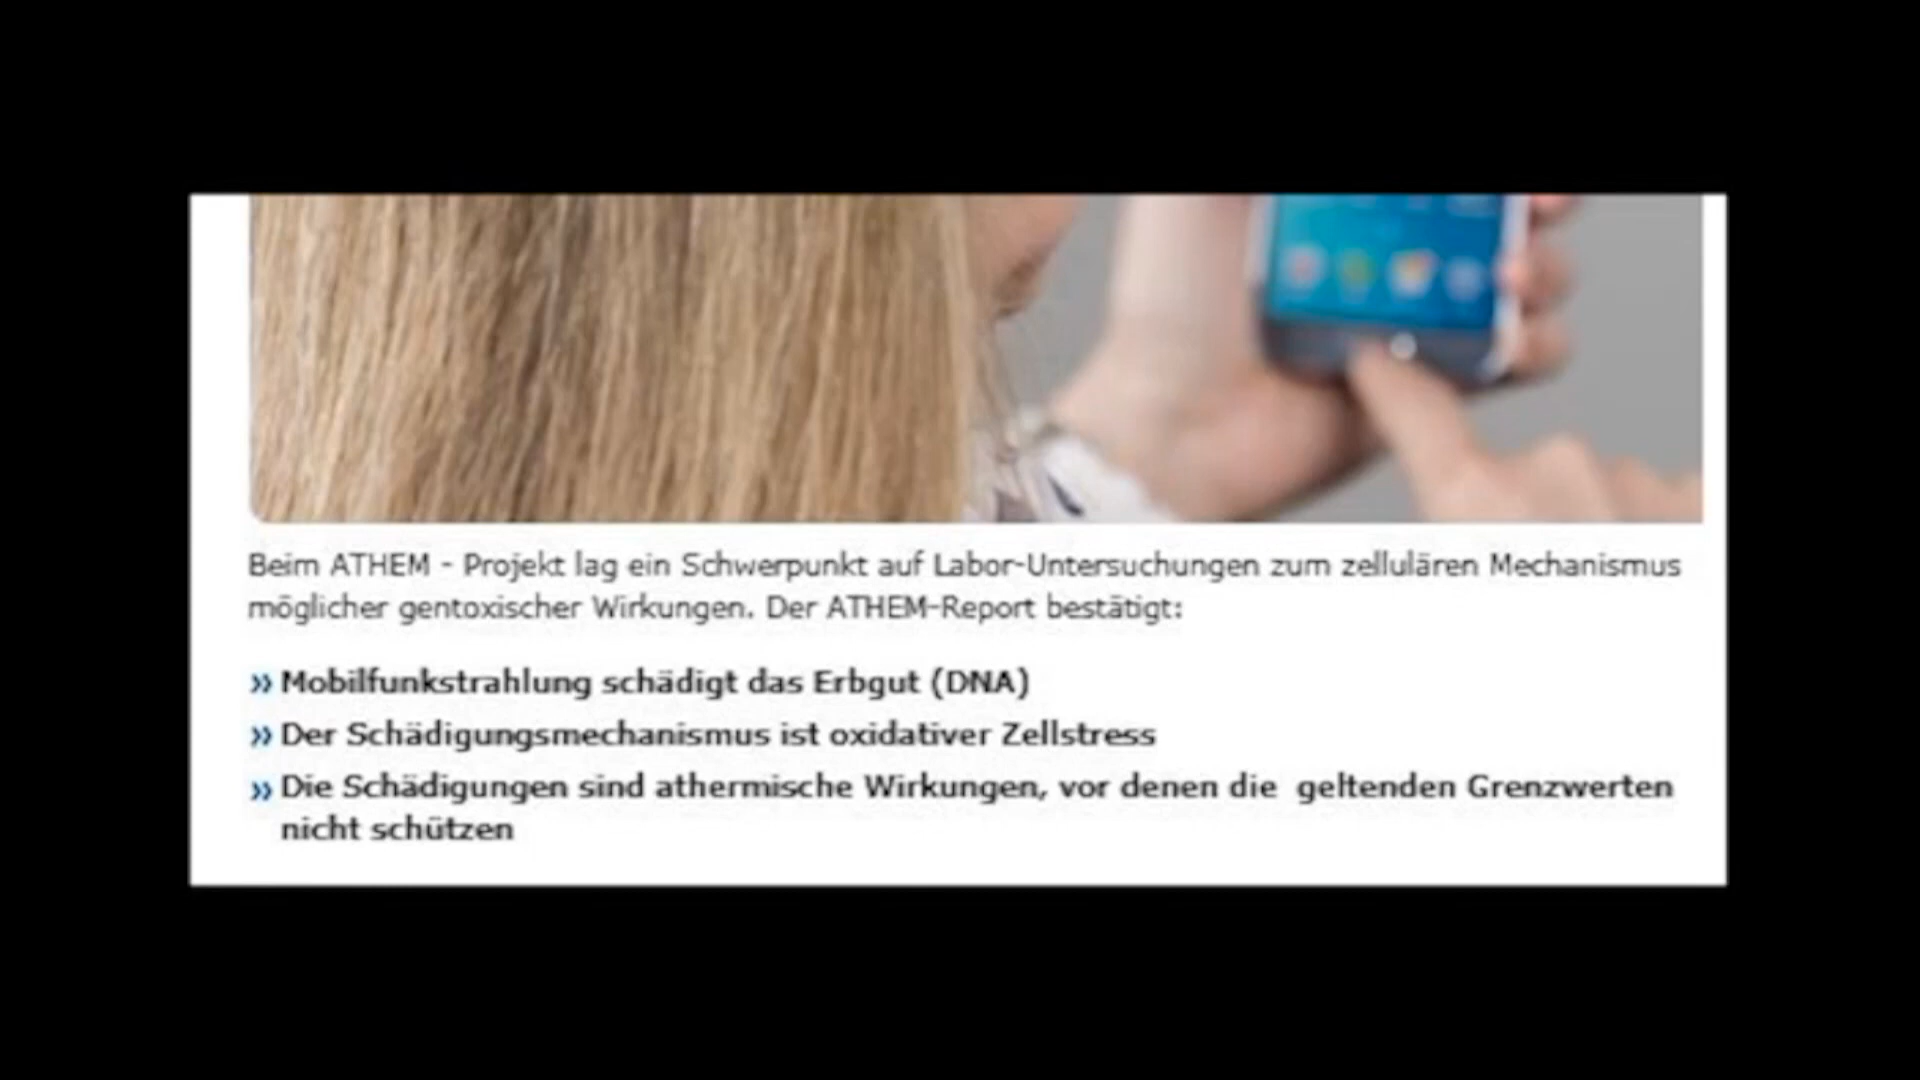 Beim ATHEM - Projekt lag ein Schwerpunkt auf Labor-Untersuchungen zum zellulären Mechanismus
möglicher gentoxischer Wirkungen. Der ATHEM-Report bestätigt:
» Mobilfunkstrahlung schädigt das Erbgut (DNA)
» Der Schädigungsmechanismus ist oxidativer Zellstress
» Die Schädigungen sind athermische Wirkungen, vor denen die geltenden Grenzwerten
nicht schützen